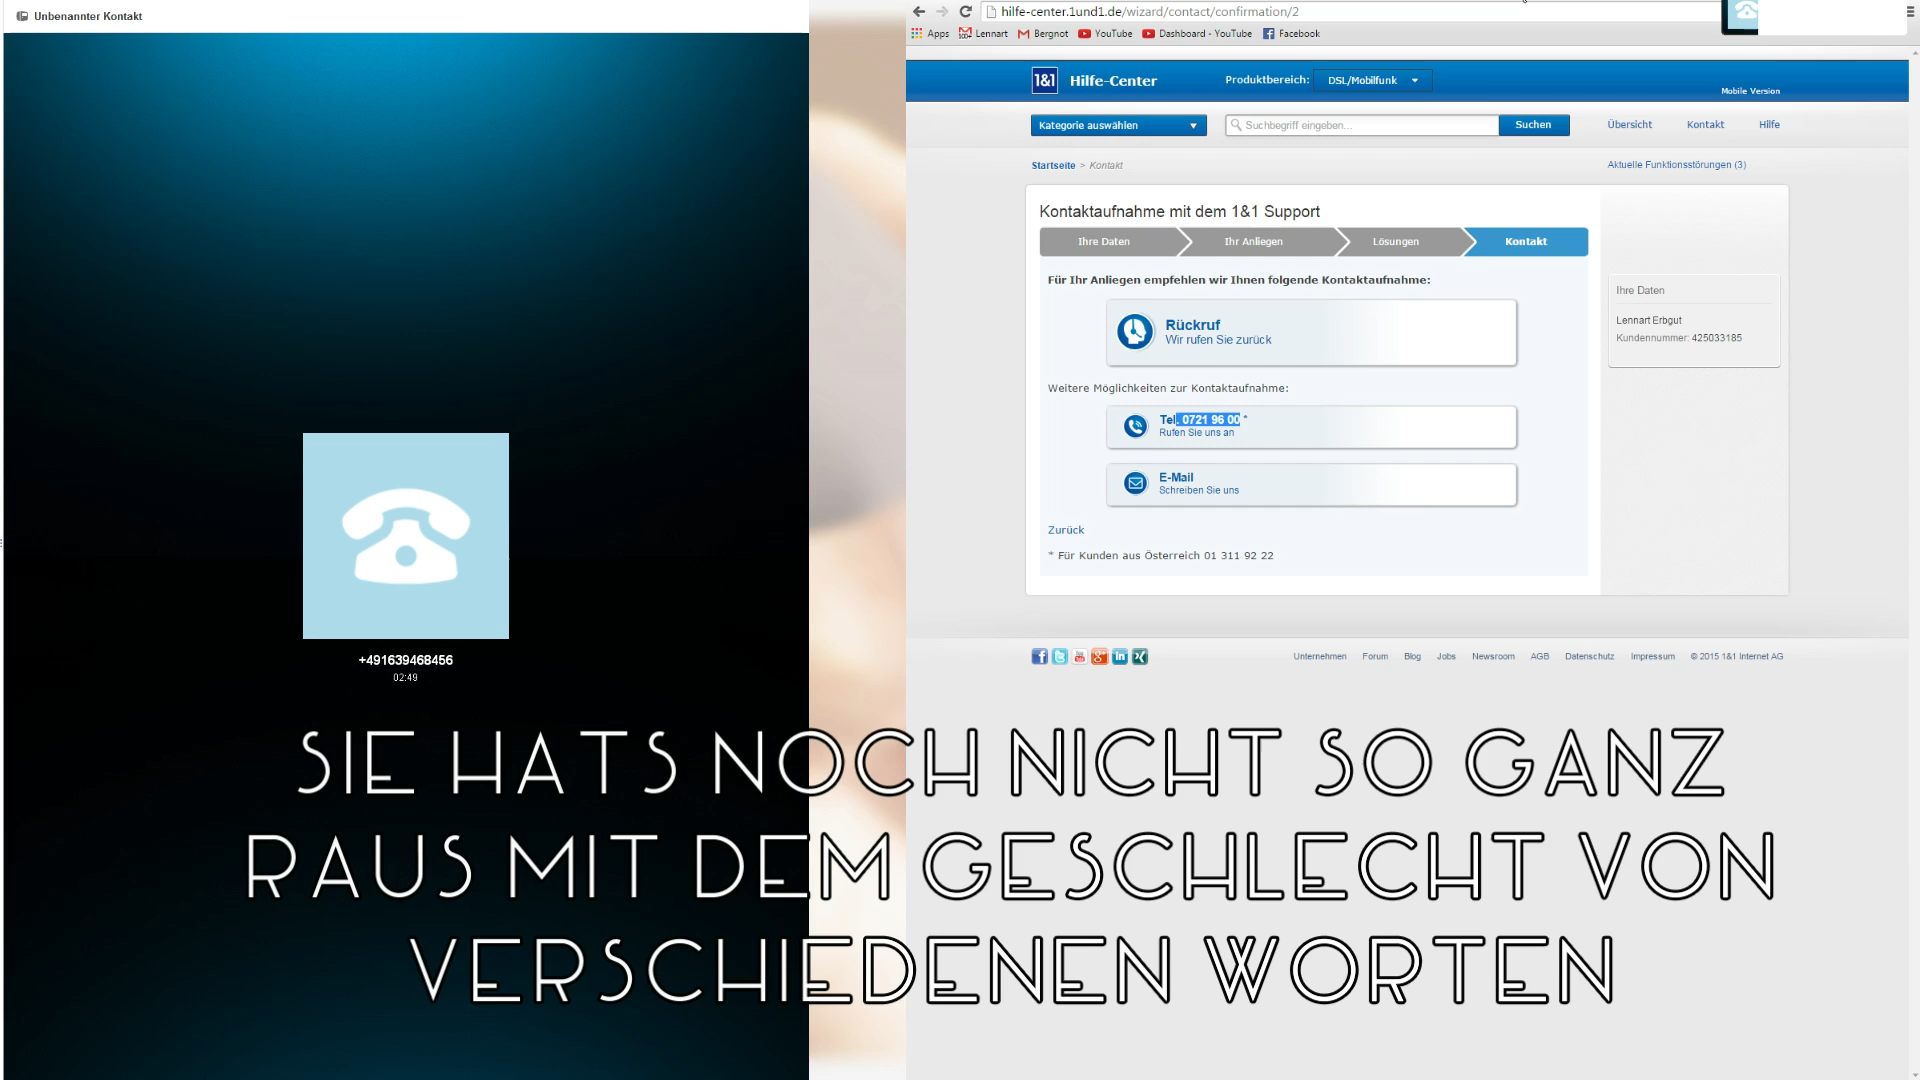 Unbenannter Kontakt
+491639468456
02:49
hilfe-center.1und1.de/wizard/contact/confirmation/2
Apps Lennart Bergnot YouTube Dashboard - YouTube Facebook
1&1 Hilfe-Center Produktbereich: DSL/Mobilfunk
Mobile Version
Kategorie auswählen Suchbegriff eingeben... Suchen Übersicht Kontakt Hilfe
Startseite > Kontakt Aktuelle Funktionsstörungen (3)
Kontaktaufnahme mit dem 1&1 Support
Ihre Daten Ihr Anliegen Lösungen Kontakt
Für Ihr Anliegen empfehlen wir Ihnen folgende Kontaktaufnahme:
Rückruf
Wir rufen Sie zurück
Weitere Möglichkeiten zur Kontaktaufnahme:
Tel. 0721 96 00 *
Rufen Sie uns an
E-Mail
Schreiben Sie uns
Zurück
* Für Kunden aus Österreich 01 311 92 22
Ihre Daten
Lennart Erbgut
Kundennummer: 425033185
Unternehmen Forum Blog Jobs Newsroom AGB Datenschutz Impressum © 2015 1&1 Internet AG
SIE HATS NOCH NICHT SO GANZ
RAUS MIT DEM GESCHLECHT VON
VERSCHIEDENEN WORTEN